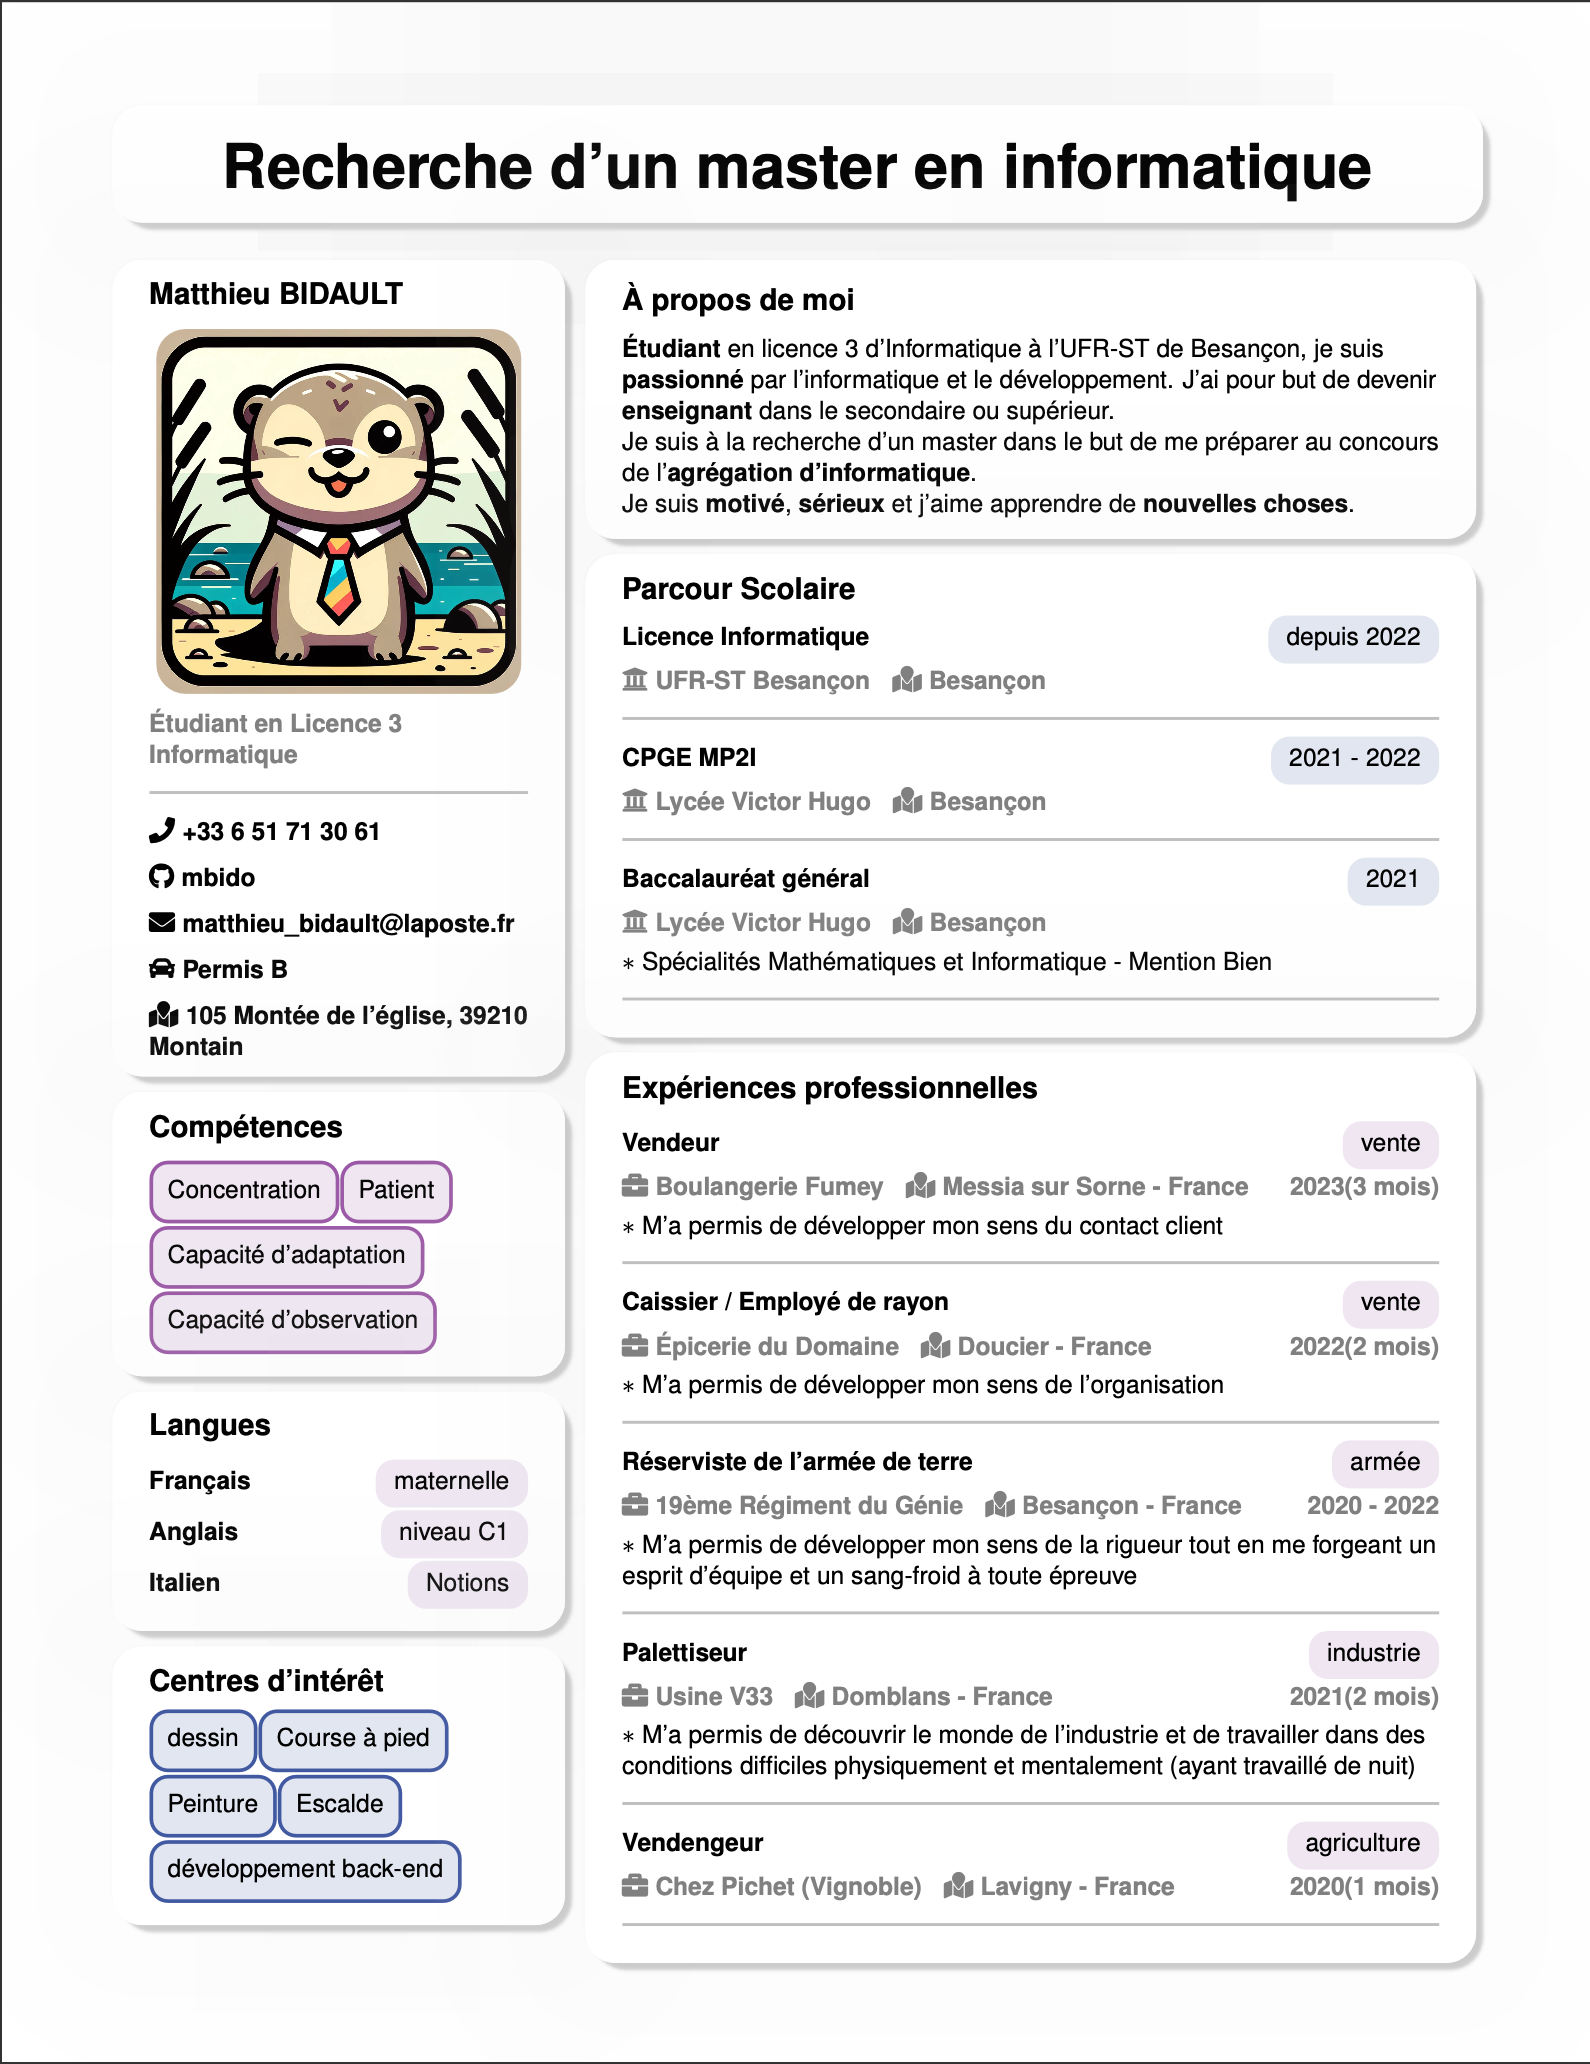 Recherche d’un master en informatique
Matthieu BIDAULT
Étudiant en Licence 3
Informatique
+33 6 51 71 30 61
mbido
matthieu_bidault@laposte.fr
Permis B
105 Montée de l’église, 39210
Montain
Compétences
Concentration Patient
Capacité d’adaptation
Capacité d’observation
Langues
Français maternelle
Anglais niveau C1
Italien Notions
Centres d’intérêt
dessin Course à pied
Peinture Escalde
développement back-end
À propos de moi
Étudiant en licence 3 d’Informatique à l’UFR-ST de Besançon, je suis
passionné par l’informatique et le développement. J’ai pour but de devenir
enseignant dans le secondaire ou supérieur.
Je suis à la recherche d’un master dans le but de me préparer au concours
de l’agrégation d’informatique.
Je suis motivé, sérieux et j’aime apprendre de nouvelles choses.
Parcour Scolaire
Licence Informatique depuis 2022
UFR-ST Besançon Besançon
CPGE MP2I 2021 - 2022
Lycée Victor Hugo Besançon
Baccalauréat général 2021
Lycée Victor Hugo Besançon
* Spécialités Mathématiques et Informatique - Mention Bien
Expériences professionnelles
Vendeur vente
Boulangerie Fumey Messia sur Sorne - France 2023(3 mois)
* M’a permis de développer mon sens du contact client
Caissier / Employé de rayon vente
Épicerie du Domaine Doucier - France 2022(2 mois)
* M’a permis de développer mon sens de l’organisation
Réserviste de l’armée de terre armée
19ème Régiment du Génie Besançon - France 2020 - 2022
* M’a permis de développer mon sens de la rigueur tout en me forgeant un
esprit d’équipe et un sang-froid à toute épreuve
Palettiseur industrie
Usine V33 Domblans - France 2021(2 mois)
* M’a permis de découvrir le monde de l’industrie et de travailler dans des
conditions difficiles physiquement et mentalement (ayant travaillé de nuit)
Vendengeur agriculture
Chez Pichet (Vignoble) Lavigny - France 2020(1 mois)